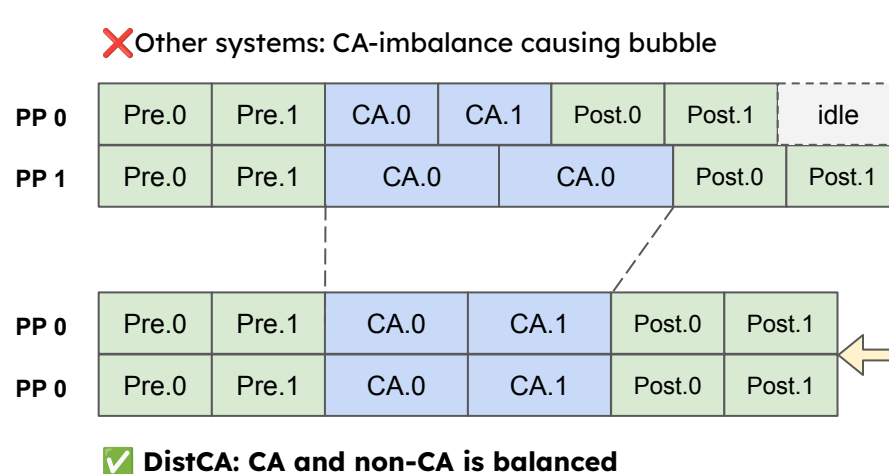 ❌Other systems: CA-imbalance causing bubble
PP 0 Pre.0 Pre.1 CA.0 CA.1 Post.0 Post.1 idle
PP 1 Pre.0 Pre.1 CA.0 CA.0 Post.0 Post.1
PP 0 Pre.0 Pre.1 CA.0 CA.1 Post.0 Post.1
PP 0 Pre.0 Pre.1 CA.0 CA.1 Post.0 Post.1
✅ DistCA: CA and non-CA is balanced